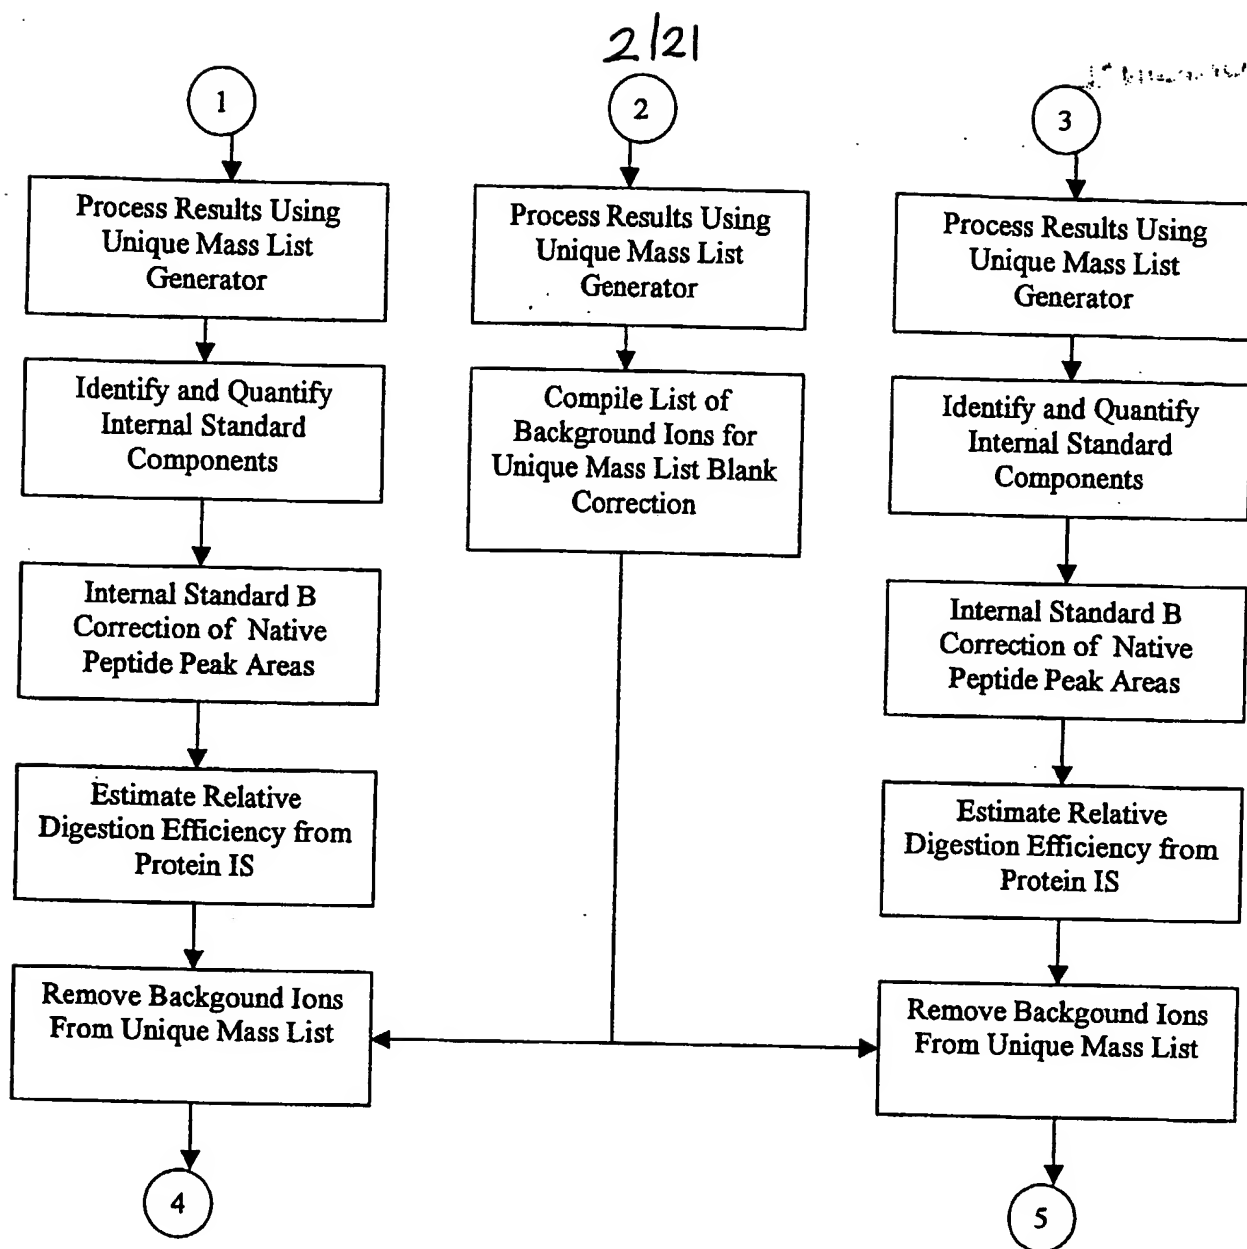 2/21
1
Process Results Using
Unique Mass List
Generator
Identify and Quantify
Internal Standard
Components
Internal Standard B
Correction of Native
Peptide Peak Areas
Estimate Relative
Digestion Efficiency from
Protein IS
Remove Backgound Ions
From Unique Mass List
4
2
Process Results Using
Unique Mass List
Generator
Compile List of
Background Ions for
Unique Mass List Blank
Correction
3
Process Results Using
Unique Mass List
Generator
Identify and Quantify
Internal Standard
Components
Internal Standard B
Correction of Native
Peptide Peak Areas
Estimate Relative
Digestion Efficiency from
Protein IS
Remove Backgound Ions
From Unique Mass List
5